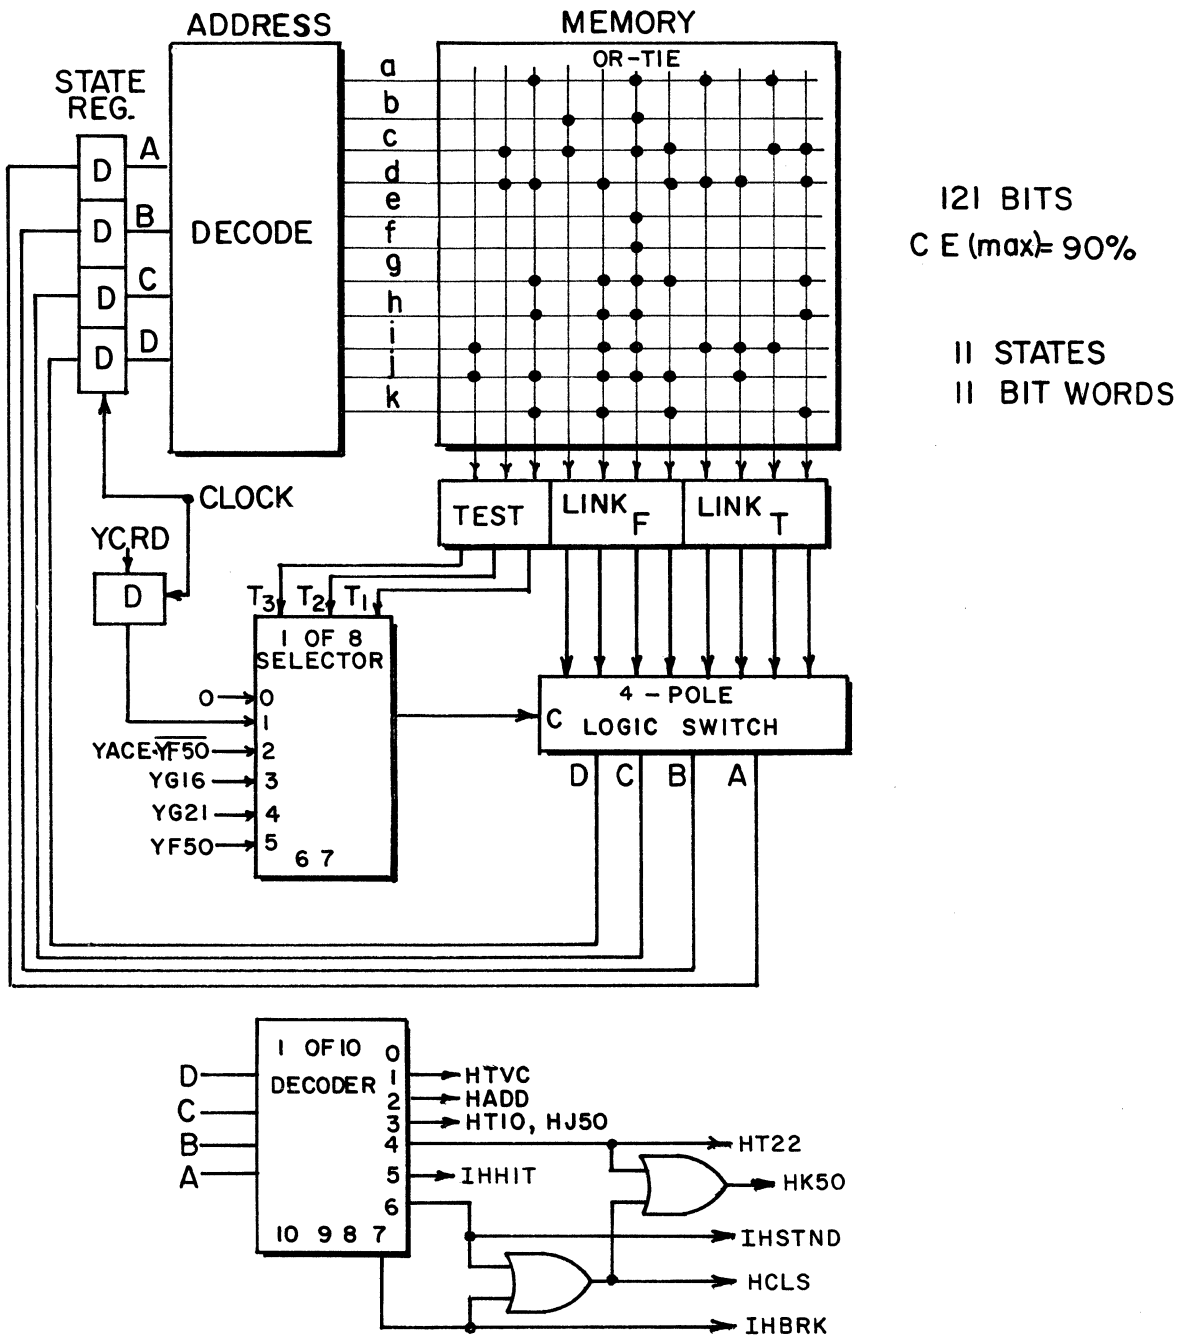 ADDRESS
MEMORY
STATE
REG.
OR-TIE
a
b
c
d
e
f
g
h
i
j
k
D
A
D
B
D
C
D
D
DECODE
121 BITS
C E (max)= 90%
11 STATES
11 BIT WORDS
CLOCK
YCRD
D
TEST
LINK F
LINK T
T3 T2 T1
1 OF 8
SELECTOR
0 0
1
YACE·Y̅F̅5̅0̅ 2
YG16 3
YG21 4
YF50 5
6 7
4 - POLE
C LOGIC SWITCH
D C B A
1 OF 10
DECODER
D
C
B
A
0
1 HTVC
2 HADD
3 HT10, HJ50
4 HT22
5 IHHIT
6
10 9 8 7
HK50
IHSTND
HCLS
IHBRK